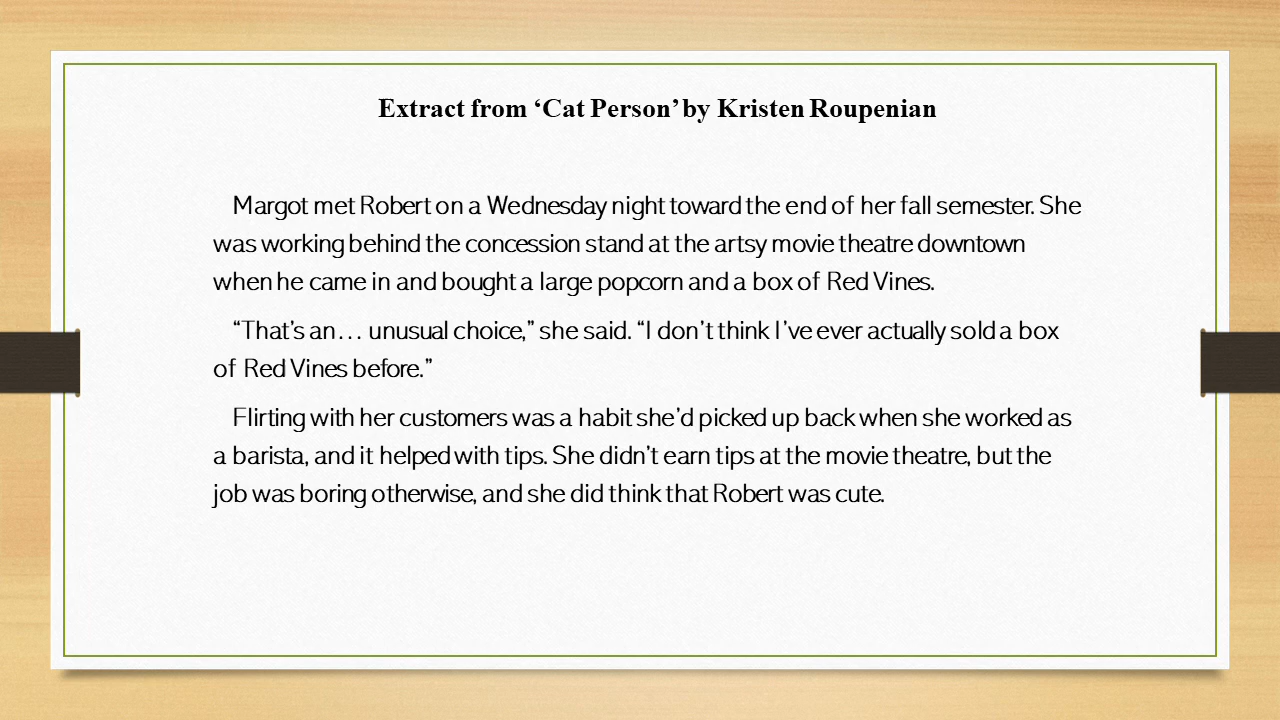 Extract from ‘Cat Person’ by Kristen Roupenian
Margot met Robert on a Wednesday night toward the end of her fall semester. She
was working behind the concession stand at the artsy movie theatre downtown
when he came in and bought a large popcorn and a box of Red Vines.
“That’s an… unusual choice,” she said. “I don’t think I’ve ever actually sold a box
of Red Vines before.”
Flirting with her customers was a habit she’d picked up back when she worked as
a barista, and it helped with tips. She didn’t earn tips at the movie theatre, but the
job was boring otherwise, and she did think that Robert was cute.